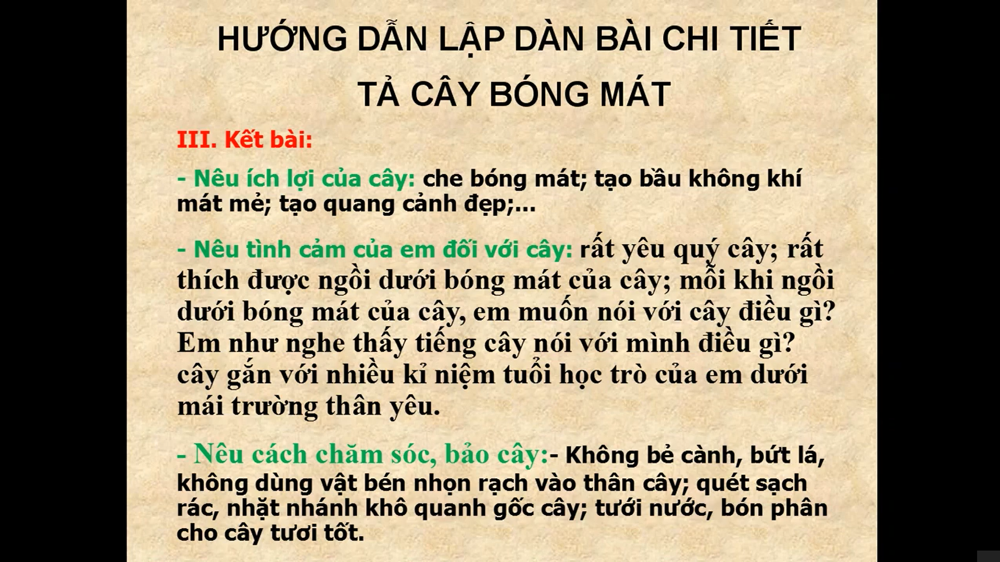 HƯỚNG DẪN LẬP DÀN BÀI CHI TIẾT
TẢ CÂY BÓNG MÁT
III. Kết bài:
- Nêu ích lợi của cây: che bóng mát; tạo bầu không khí
mát mẻ; tạo quang cảnh đẹp;...
- Nêu tình cảm của em đối với cây: rất yêu quý cây; rất
thích được ngồi dưới bóng mát của cây; mỗi khi ngồi
dưới bóng mát của cây, em muốn nói với cây điều gì?
Em như nghe thấy tiếng cây nói với mình điều gì?
cây gắn với nhiều kỉ niệm tuổi học trò của em dưới
mái trường thân yêu.
- Nêu cách chăm sóc, bảo cây:- Không bẻ cành, bứt lá,
không dùng vật bén nhọn rạch vào thân cây; quét sạch
rác, nhặt nhánh khô quanh gốc cây; tưới nước, bón phân
cho cây tươi tốt.